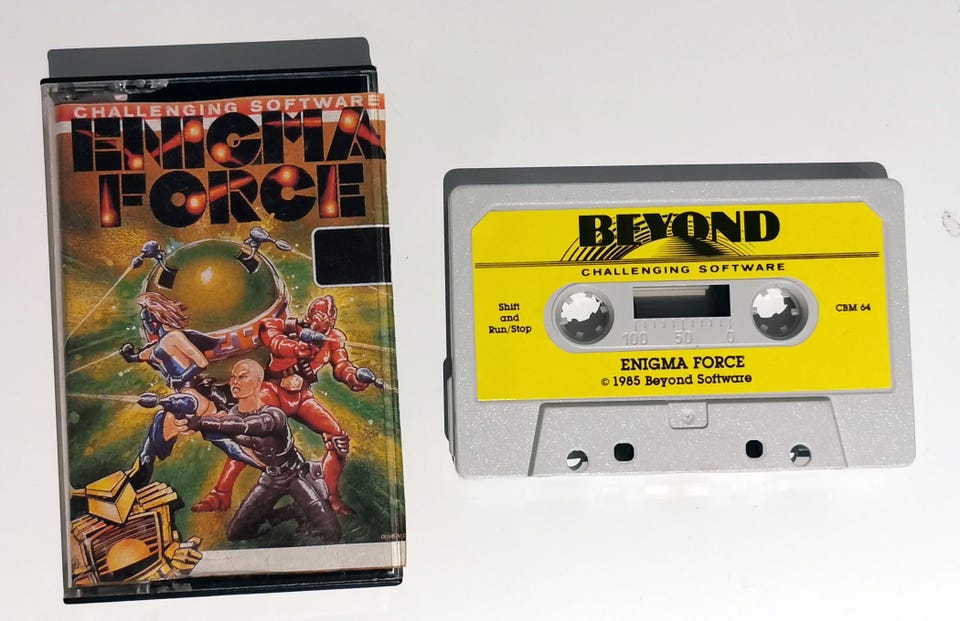 CHALLENGING SOFTWARE
ENIGMA
FORCE
BEYOND
CHALLENGING SOFTWARE
Shift
and
Run/Stop
CBM 64
100 50 0
ENIGMA FORCE
© 1985 Beyond Software